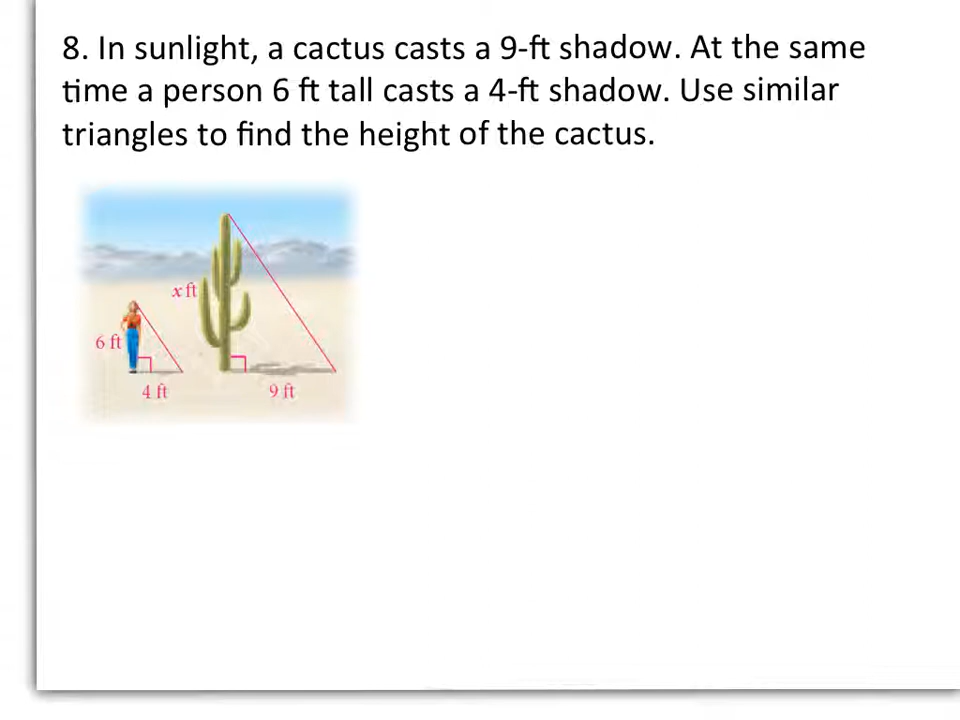 8. In sunlight, a cactus casts a 9-ft shadow. At the same
time a person 6 ft tall casts a 4-ft shadow. Use similar
triangles to find the height of the cactus.
x ft
6 ft
4 ft
9 ft